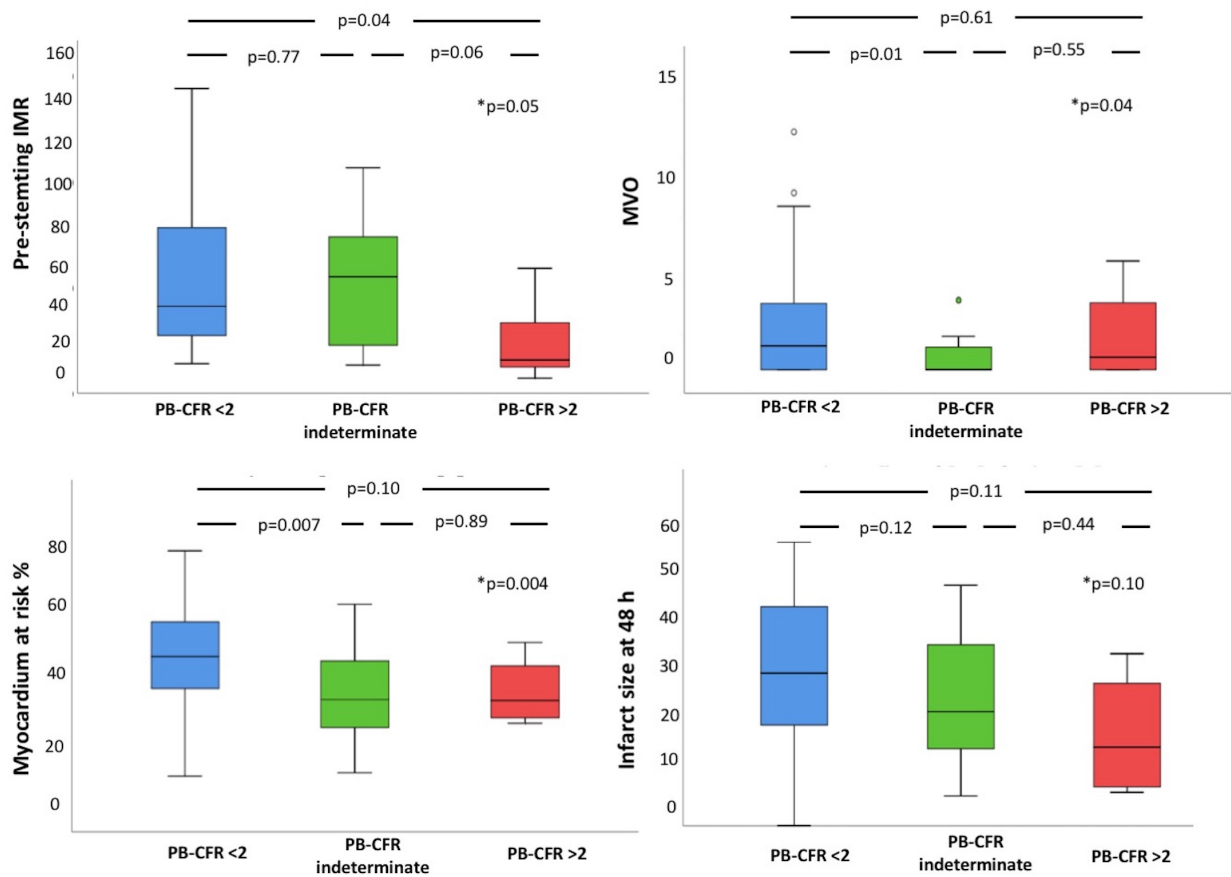 p=0.04
p=0.77
p=0.06
*p=0.05
Pre-stemting IMR
160
140
120
100
80
60
40
20
0
PB-CFR <2
PB-CFR
indeterminate
PB-CFR >2
p=0.61
p=0.01
p=0.55
*p=0.04
MVO
15
10
5
0
PB-CFR <2
PB-CFR
indeterminate
PB-CFR >2
p=0.10
p=0.007
p=0.89
*p=0.004
Myocardium at risk %
80
60
40
20
0
PB-CFR <2
PB-CFR
indeterminate
PB-CFR >2
p=0.11
p=0.12
p=0.44
*p=0.10
Infarct size at 48 h
60
50
40
30
20
10
0
PB-CFR <2
PB-CFR
indeterminate
PB-CFR >2